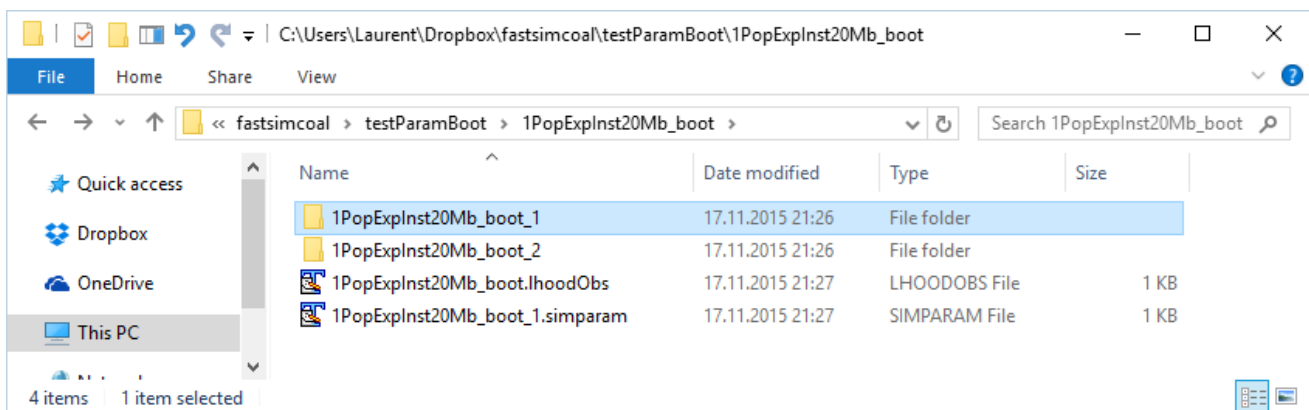 C:\Users\Laurent\Dropbox\fastsimcoal\testParamBoot\1PopExpInst20Mb_boot
File Home Share View
« fastsimcoal › testParamBoot › 1PopExpInst20Mb_boot › Search 1PopExpInst20Mb_boot
Name Date modified Type Size
Quick access
1PopExpInst20Mb_boot_1 17.11.2015 21:26 File folder
Dropbox
1PopExpInst20Mb_boot_2 17.11.2015 21:26 File folder
OneDrive
1PopExpInst20Mb_boot.lhoodObs 17.11.2015 21:27 LHOODOBS File 1 KB
1PopExpInst20Mb_boot_1.simparam 17.11.2015 21:27 SIMPARAM File 1 KB
This PC
4 items 1 item selected